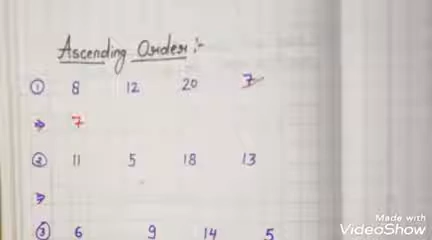 Ascending Order :-
① 8 12 20 7
⇒ 7
② 11 5 18 13
⇒
③ 6 9 14 5
Made with
VideoShow